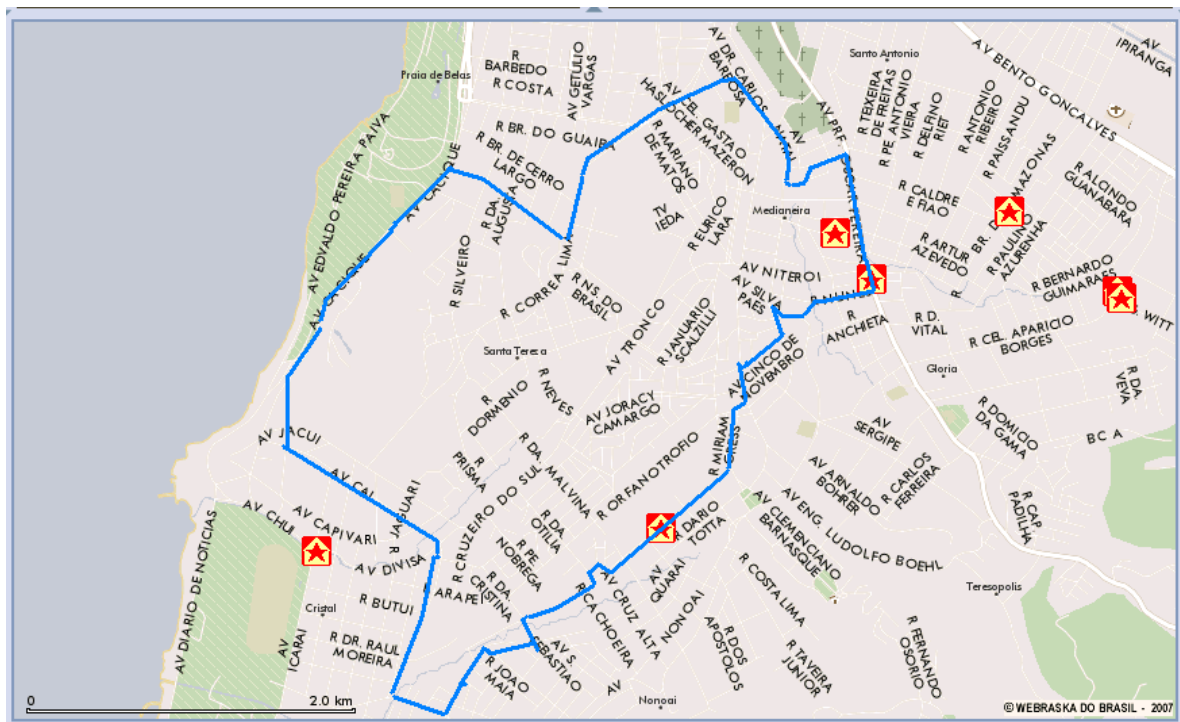 AV
IPIRANGA
AV BENTO GONCALVES
Santo Antonio
R
BARBEDO
R COSTA
Praia de Belas
AV GETULIO
VARGAS
AV DR. CARLOS
BARBOSA
AV CEL. GASTAO
HASLOCHER MAZERON
AV
NATAL
AV PRF. OSCAR PEREIRA
R TEIXEIRA
DE FREITAS
R PE ANTONIO
VIEIRA
R DELFINO
RIET
R ANTONIO
RIBEIRO
R PAISSANDU
R BR. DO AMAZONAS
R ALCINDO
GUANABARA
R BR. DO GUAIBA
R BR. DE CERRO
LARGO
R MARIANO
DE MATOS
AV EDVALDO PEREIRA PAIVA
AV CACIQUE
R DA.
AUGUSTA
TV
IEDA
R EURICO
LARA
Medianeira
R CALDRE
E FIAO
R ARTUR
AZEVEDO
R PAULINO
AZURENHA
R
AV CACIQUE
R SILVEIRO
R CORREA LIMA
R NS. DO
BRASIL
AV NITEROI
AV SILVA
PAES
R NUNES
R BERNARDO
GUIMARAES
WITT
R
ANCHIETA
R D.
VITAL
R CEL. APARICIO
BORGES
AV TRONCO
R JANUARIO
SCALZILLI
Santa Teresa
AV CINCO DE
NOVEMBRO
Gloria
R DA.
VEVA
R
DORMENIO
R NEVES
AV JORACY
CAMARGO
R DOMICIO
DA GAMA
BC A
AV JACUI
AV CAI
R
PRISMA
R DA. MALVINA
R ORFANOTROFIO
R MIRIAM
CRESS
AV
SERGIPE
AV ARNALDO
BOHRER
R CARLOS
FERREIRA
R CAP.
PADILHA
AV CHUI
AV CAPIVARI
R JAGUARI
R CRUZEIRO DO SUL
R DA.
OTILIA
R PE.
NOBREGA
R DARIO
TOTTA
AV
CLEMENCIANO
BARNASQUE
AV ENG. LUDOLFO BOEHL
AV DIARIO DE NOTICIAS
AV DIVISA
R BUTUI
R ARAPEI
R DA.
CRISTINA
R CACHOEIRA
AV CRUZ ALTA
AV
QUARAI
NONOAI
R COSTA LIMA
Teresopolis
Cristal
AV
ICARAI
R DR. RAUL
MOREIRA
R JOAO
MAIA
AV S.
SEBASTIAO
AV
R DOS
APOSTOLOS
R TAVEIRA
JUNIOR
R FERNANDO
OSORIO
Nonoai
0
2.0 km
© WEBRASKA DO BRASIL - 2007